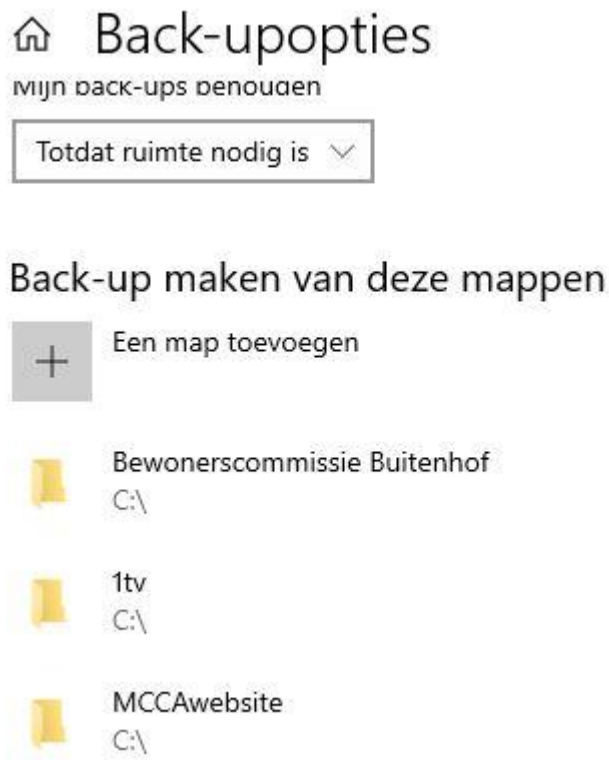 Back-upopties
Mijn back-ups behouden
Totdat ruimte nodig is
Back-up maken van deze mappen
Een map toevoegen
Bewonerscommissie Buitenhof
C:\
1tv
C:\
MCCAwebsite
C:\